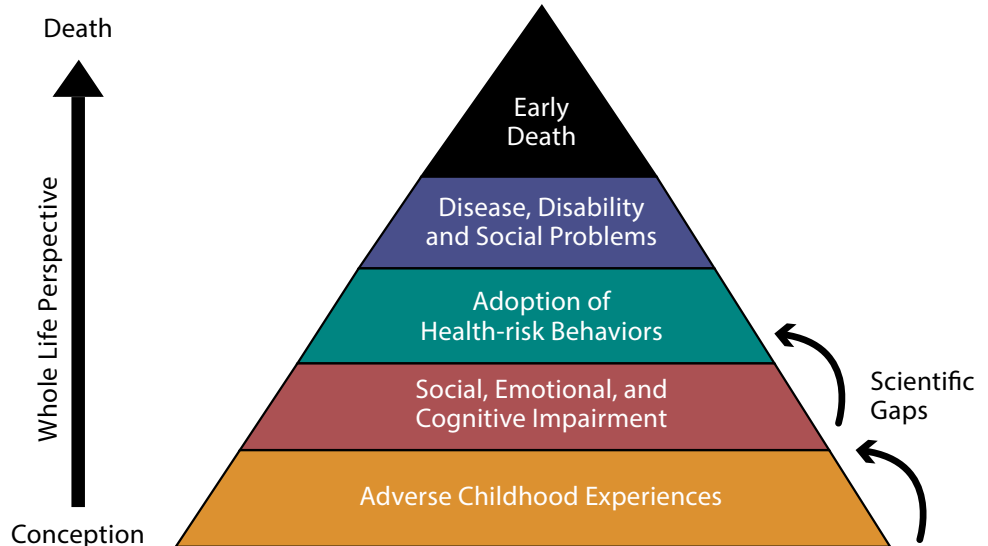 Death
Whole Life Perspective
Conception
Early
Death
Disease, Disability
and Social Problems
Adoption of
Health-risk Behaviors
Social, Emotional, and
Cognitive Impairment
Adverse Childhood Experiences
Scientific
Gaps